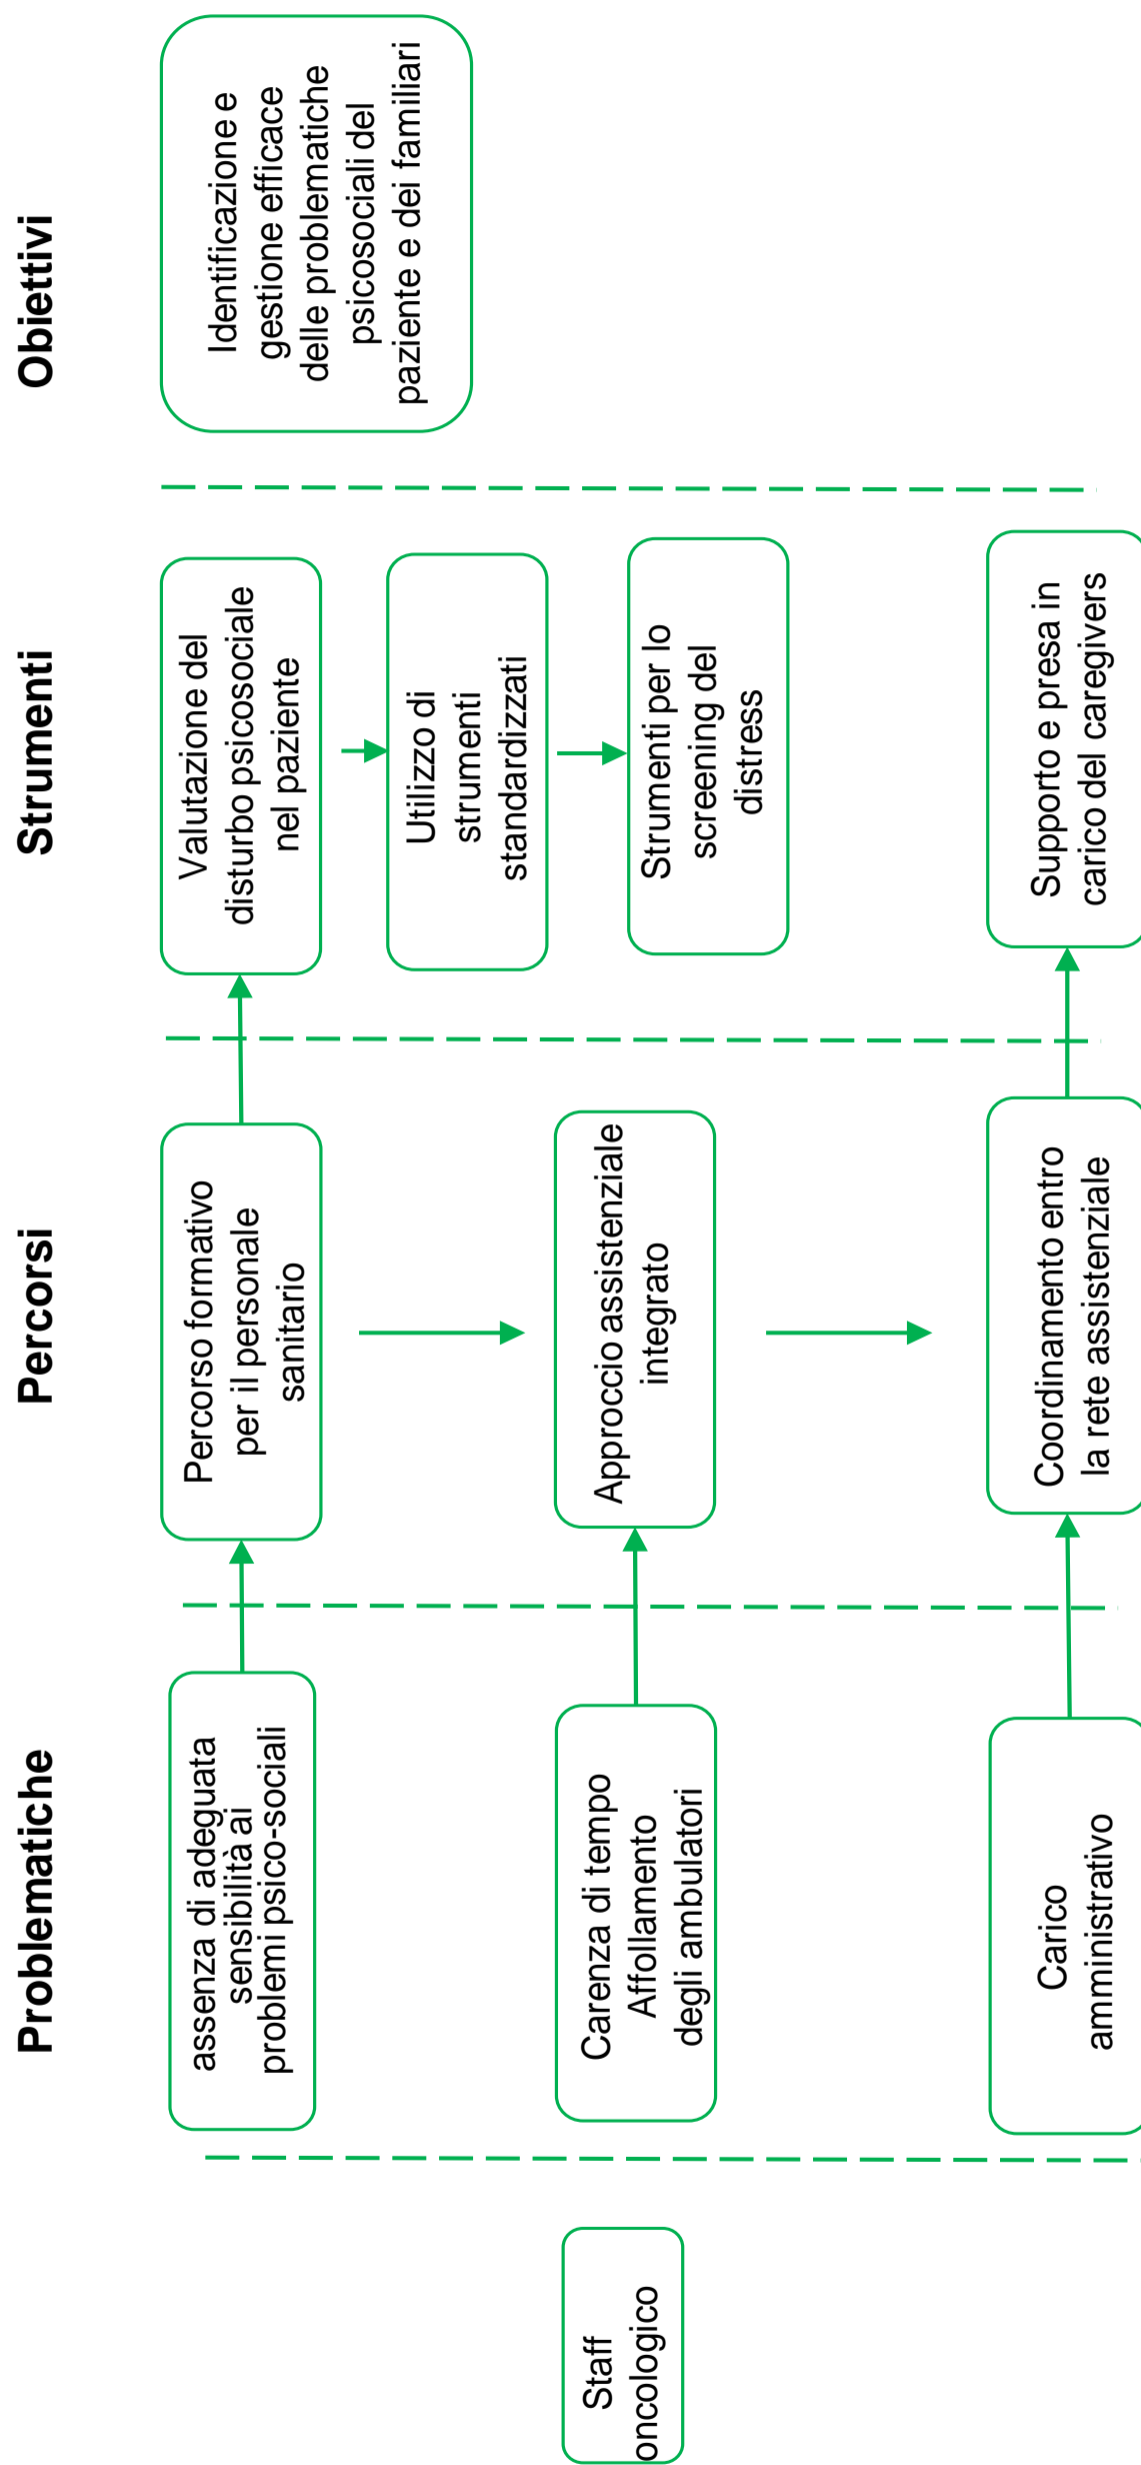 Problematiche
Percorsi
Strumenti
Obiettivi
Staff
oncologico
assenza di adeguata
sensibilità ai
problemi psico-sociali
Carenza di tempo
Affollamento
degli ambulatori
Carico
amministrativo
Percorso formativo
per il personale
sanitario
Approccio assistenziale
integrato
Coordinamento entro
la rete assistenziale
Valutazione del
disturbo psicosociale
nel paziente
Utilizzo di
strumenti
standardizzati
Strumenti per lo
screening del
distress
Supporto e presa in
carico del caregivers
Identificazione e
gestione efficace
delle problematiche
psicosociali del
paziente e dei familiari